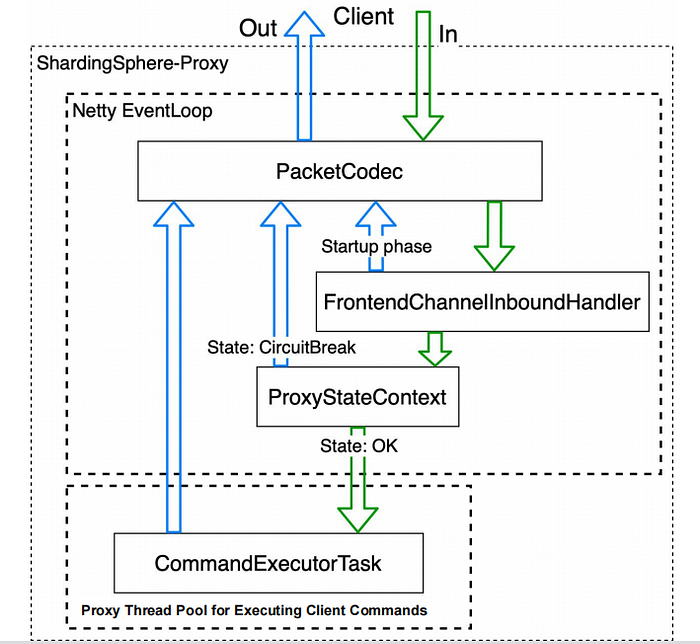 Out
Client
In
ShardingSphere-Proxy
Netty EventLoop
PacketCodec
Startup phase
FrontendChannelInboundHandler
State: CircuitBreak
ProxyStateContext
State: OK
CommandExecutorTask
Proxy Thread Pool for Executing Client Commands